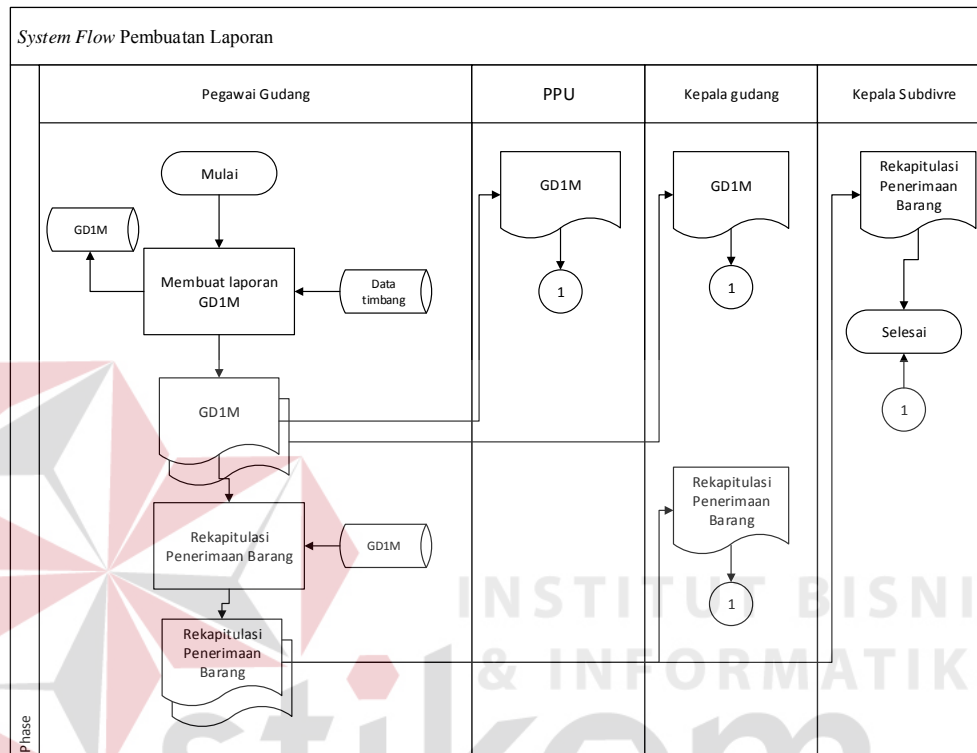 System Flow Pembuatan Laporan
Pegawai Gudang
PPU
Kepala gudang
Kepala Subdivre
Mulai
GD1M
Membuat laporan
GD1M
Data
timbang
GD1M
Rekapitulasi
Penerimaan Barang
GD1M
Rekapitulasi
Penerimaan
Barang
GD1M
1
GD1M
1
Rekapitulasi
Penerimaan
Barang
1
Rekapitulasi
Penerimaan
Barang
Selesai
1
Phase
INSTITUT BISNI
& INFORMATIK
stikom